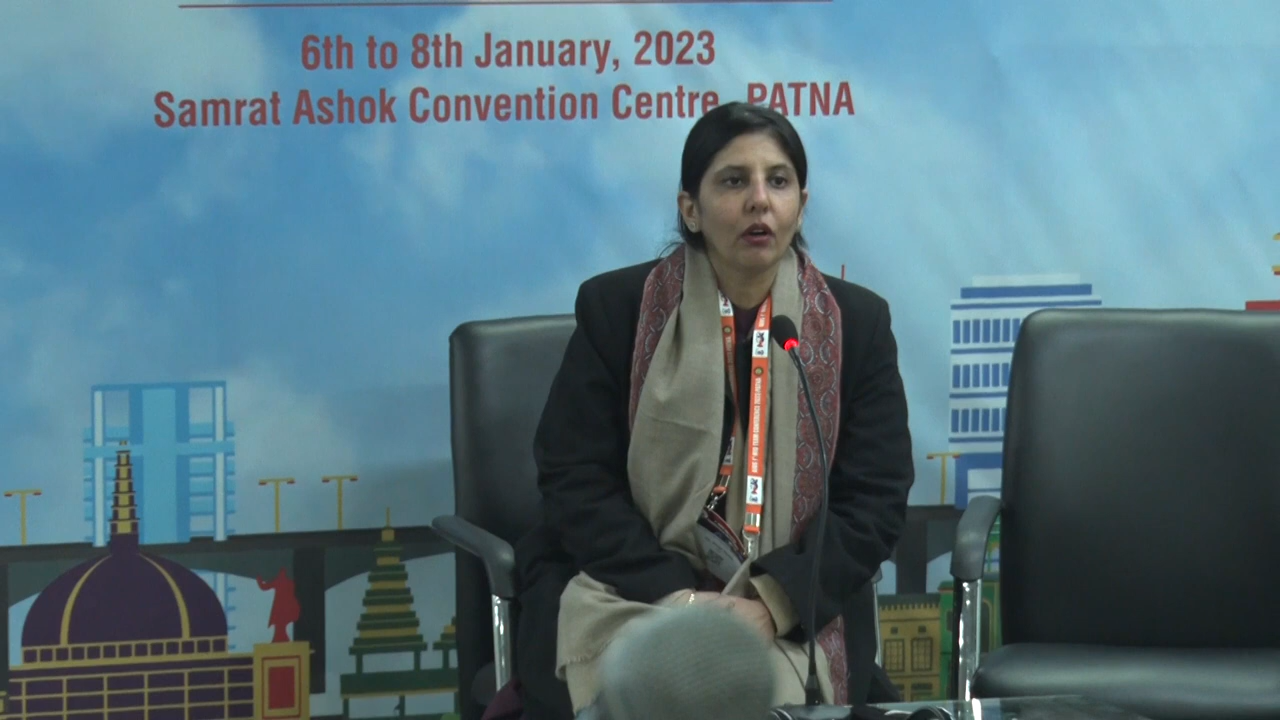 6th to 8th January, 2023
Samrat Ashok Convention Centre, PATNA